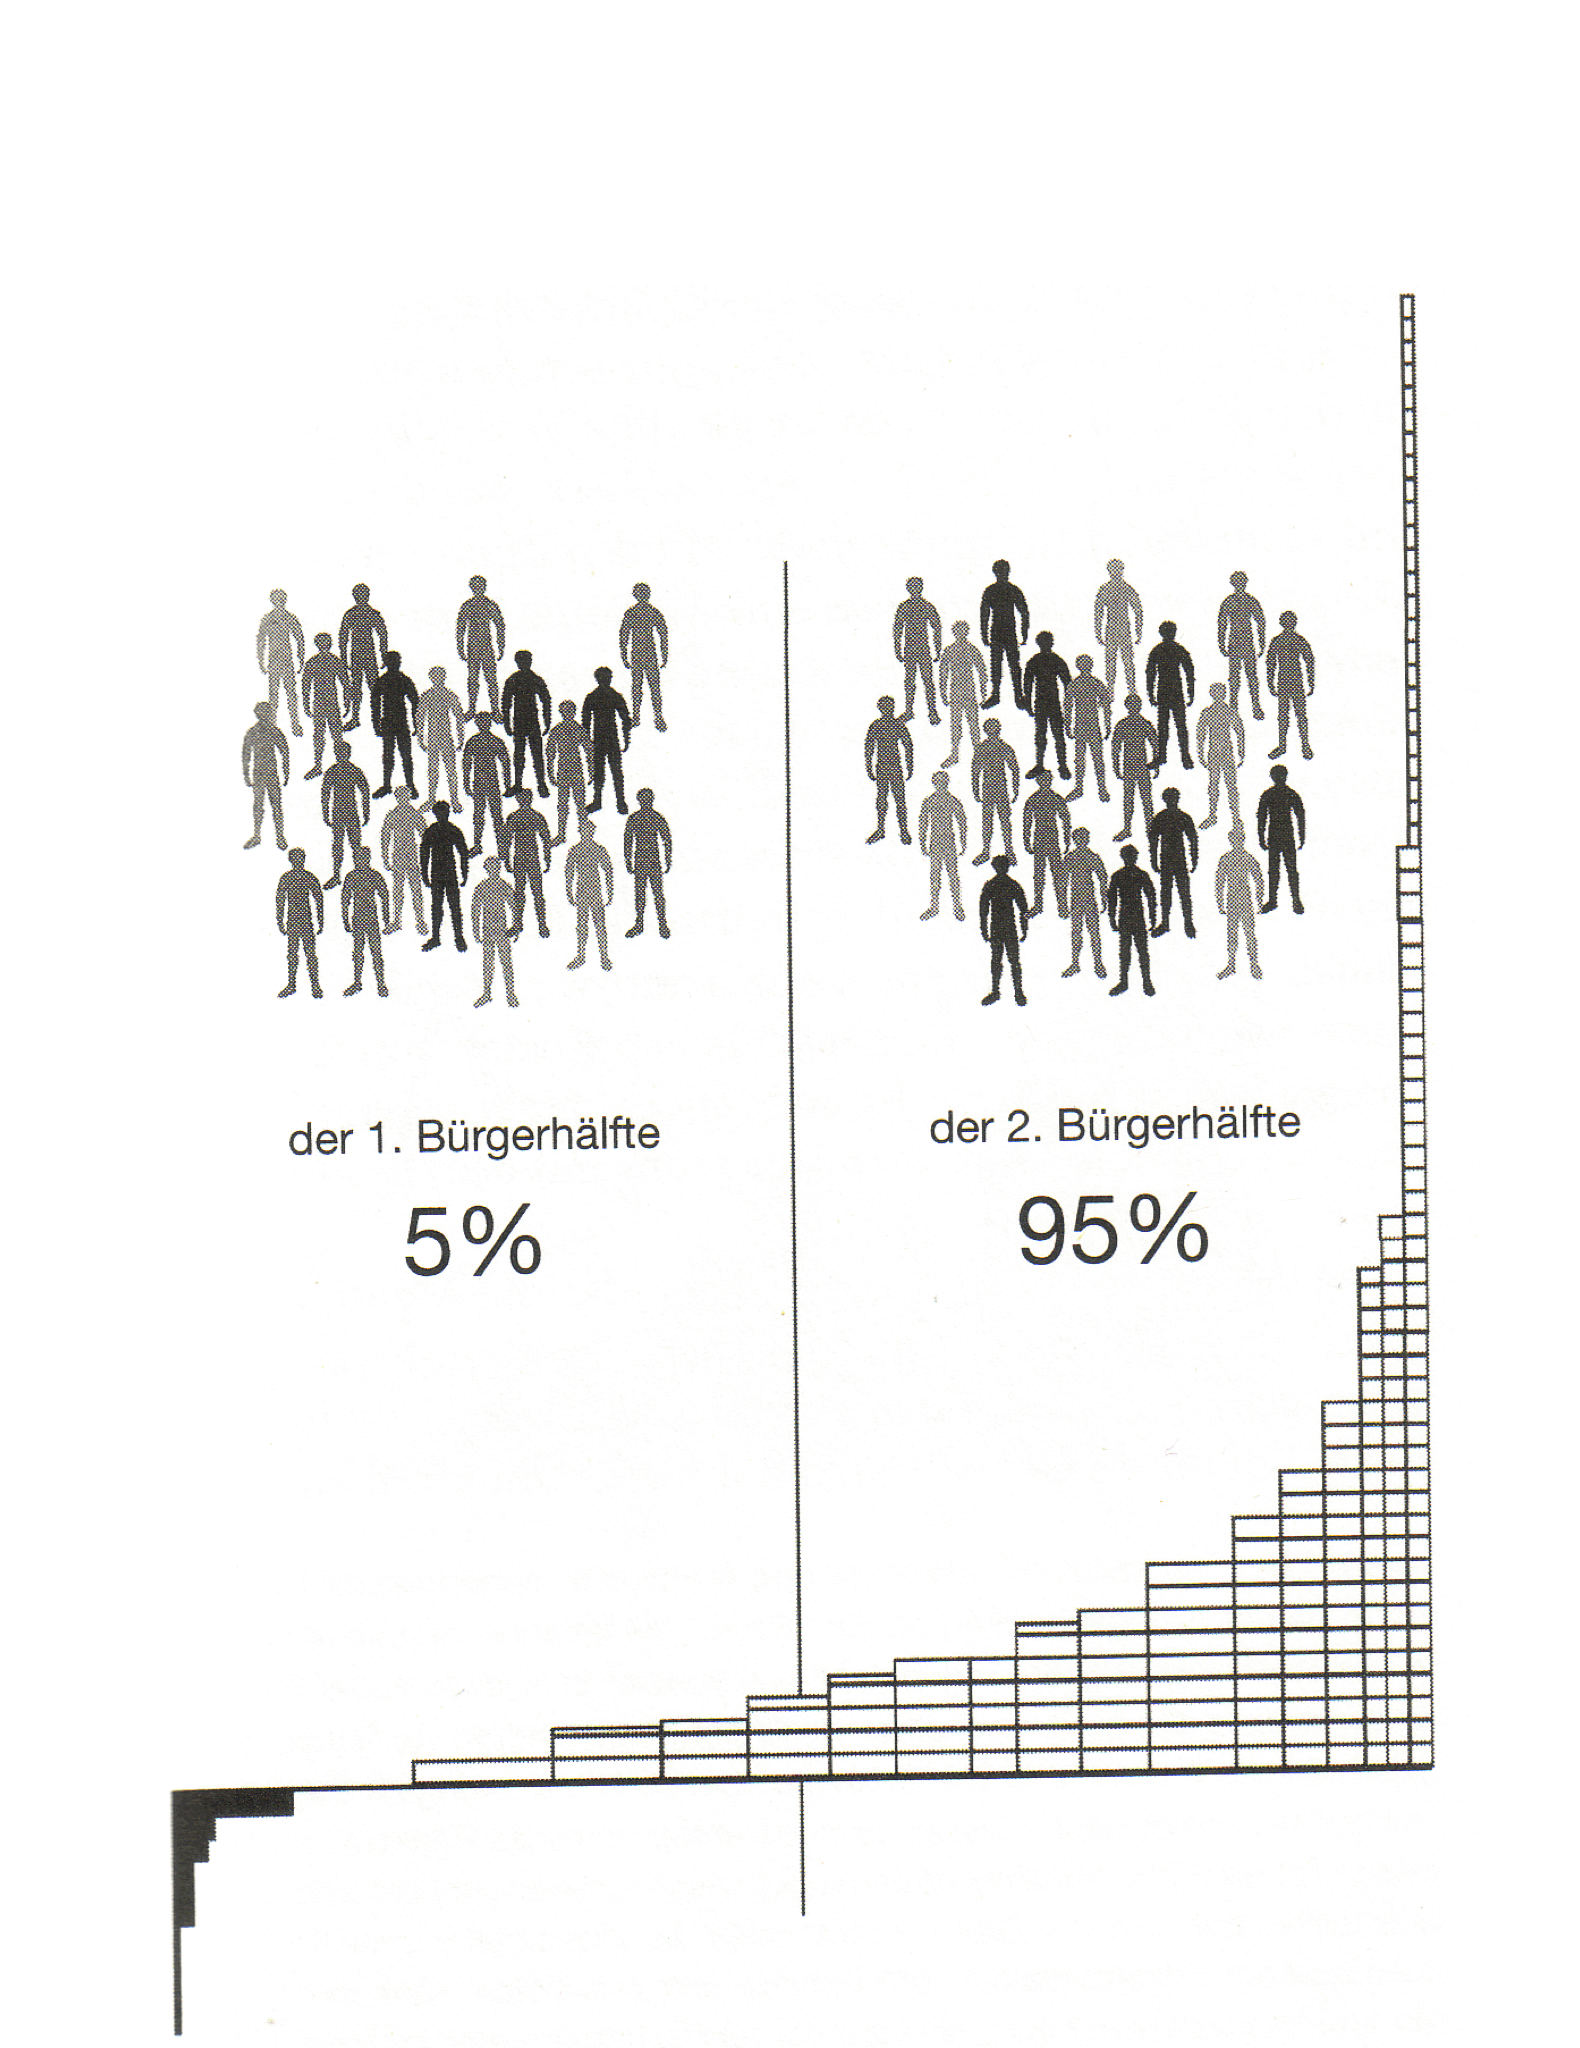 der 1. Bürgerhälfte
5%
der 2. Bürgerhälfte
95%